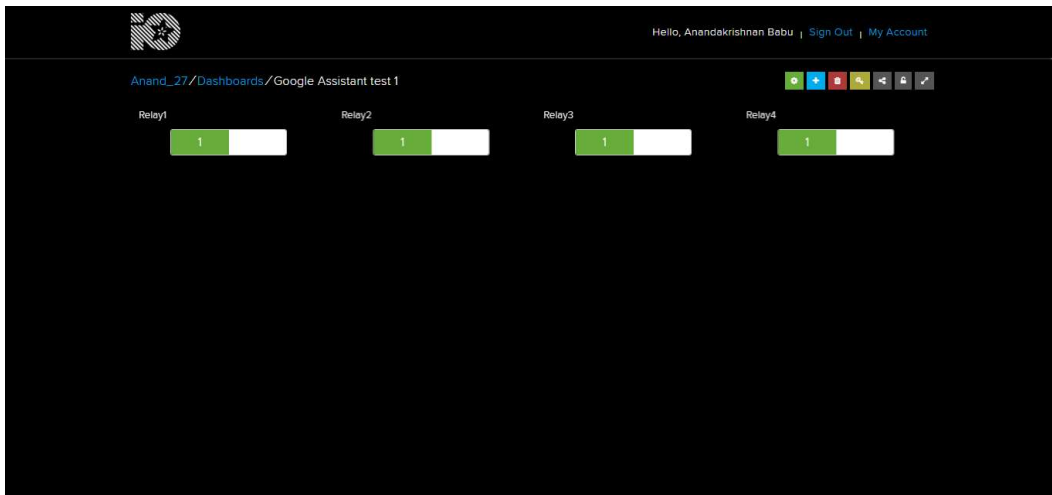 iO
Hello, Anandakrishnan Babu | Sign Out | My Account
Anand_27/Dashboards/Google Assistant test 1
Relay1 Relay2 Relay3 Relay4
1 1 1 1